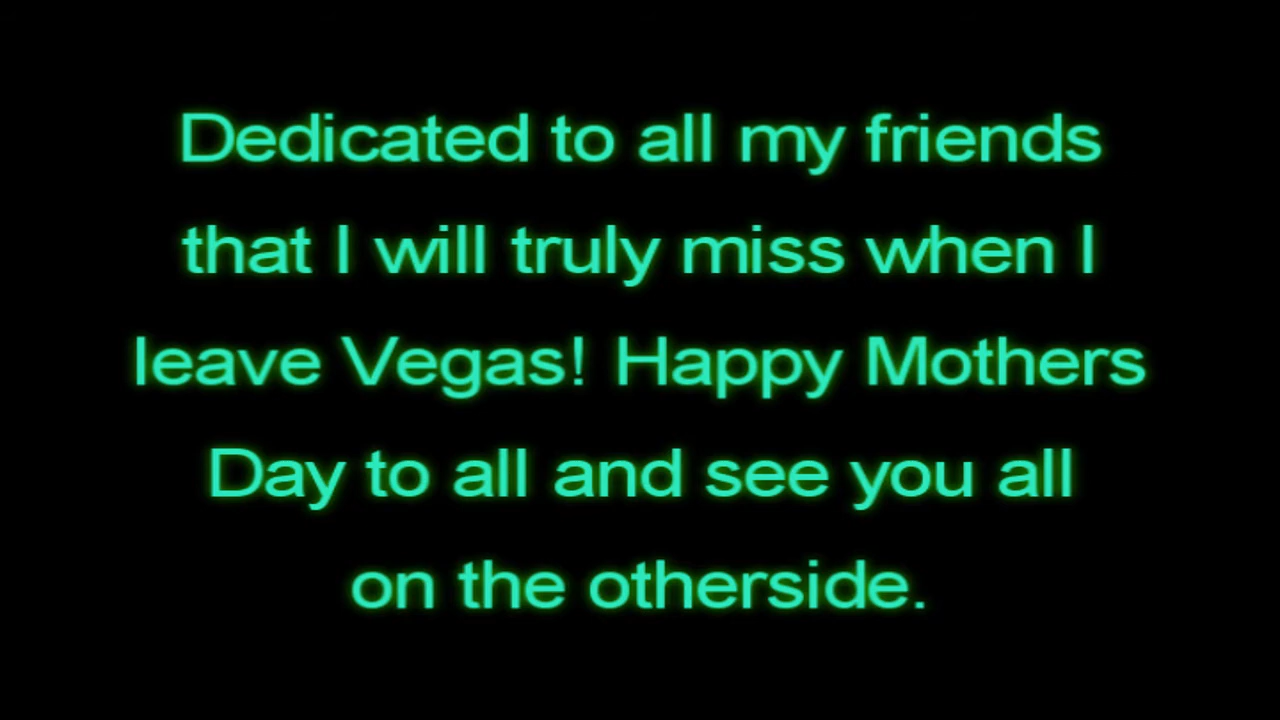 Dedicated to all my friends
that I will truly miss when I
leave Vegas! Happy Mothers
Day to all and see you all
on the otherside.